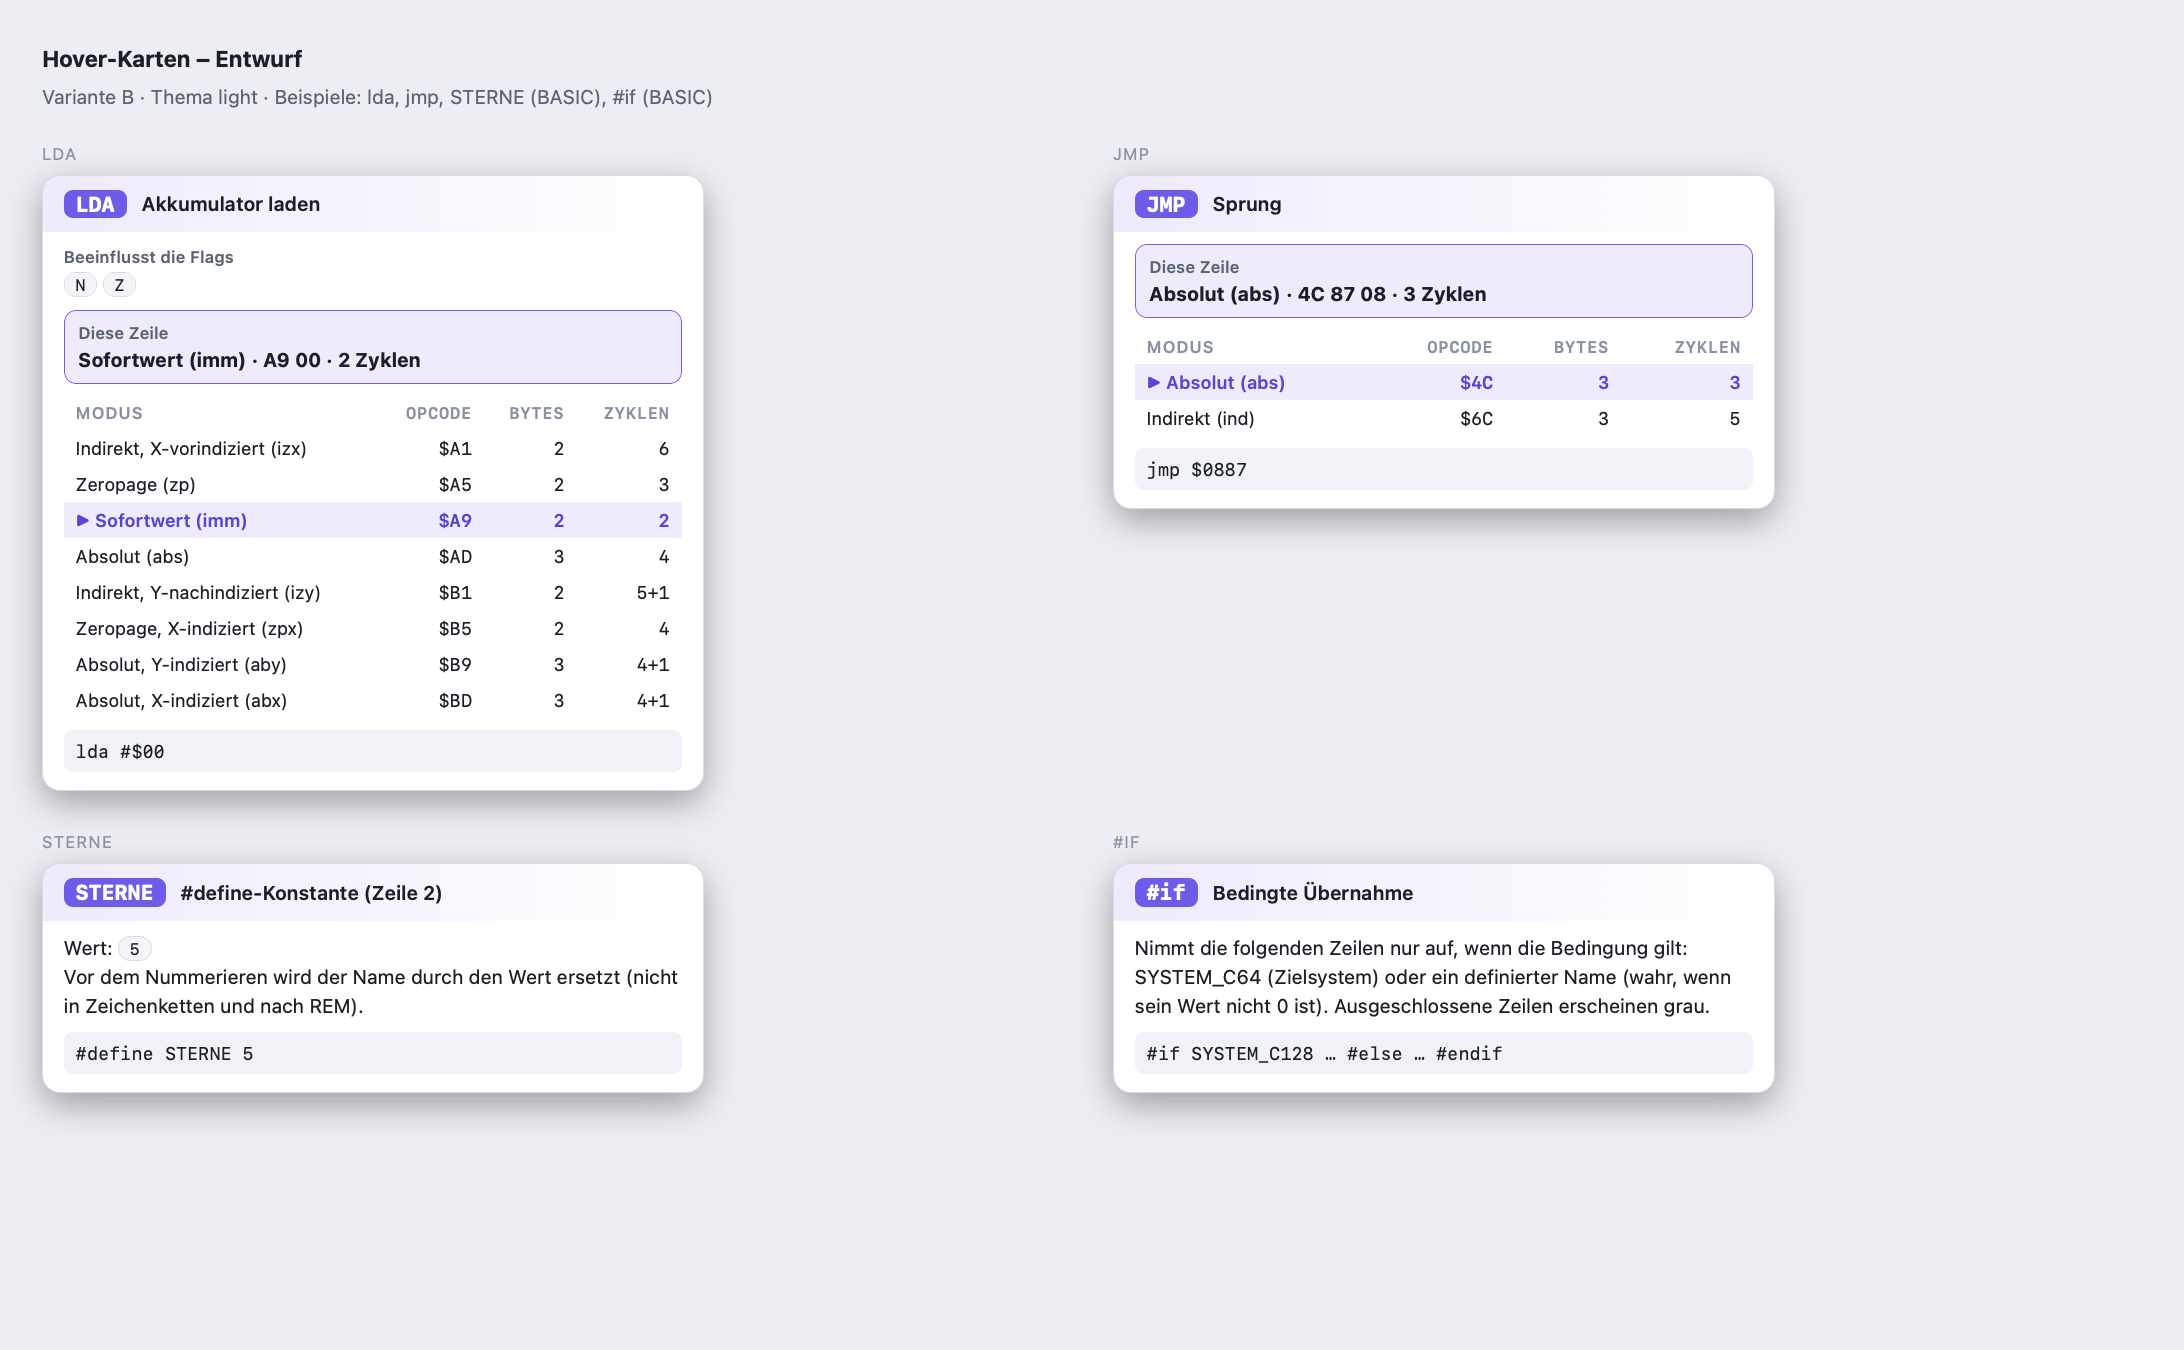 Hover-Karten – Entwurf
Variante B · Thema light · Beispiele: lda, jmp, STERNE (BASIC), #if (BASIC)
LDA
LDA Akkumulator laden
Beeinflusst die Flags
N Z
Diese Zeile
Sofortwert (imm) · A9 00 · 2 Zyklen
MODUS OPCODE BYTES ZYKLEN
Indirekt, X-vorindiziert (izx) $A1 2 6
Zeropage (zp) $A5 2 3
▶ Sofortwert (imm) $A9 2 2
Absolut (abs) $AD 3 4
Indirekt, Y-nachindiziert (izy) $B1 2 5+1
Zeropage, X-indiziert (zpx) $B5 2 4
Absolut, Y-indiziert (aby) $B9 3 4+1
Absolut, X-indiziert (abx) $BD 3 4+1
lda #$00
JMP
JMP Sprung
Diese Zeile
Absolut (abs) · 4C 87 08 · 3 Zyklen
MODUS OPCODE BYTES ZYKLEN
▶ Absolut (abs) $4C 3 3
Indirekt (ind) $6C 3 5
jmp $0887
STERNE
STERNE #define-Konstante (Zeile 2)
Wert: 5
Vor dem Nummerieren wird der Name durch den Wert ersetzt (nicht
in Zeichenketten und nach REM).
#define STERNE 5
#IF
#if Bedingte Übernahme
Nimmt die folgenden Zeilen nur auf, wenn die Bedingung gilt:
SYSTEM_C64 (Zielsystem) oder ein definierter Name (wahr, wenn
sein Wert nicht 0 ist). Ausgeschlossene Zeilen erscheinen grau.
#if SYSTEM_C128 … #else … #endif